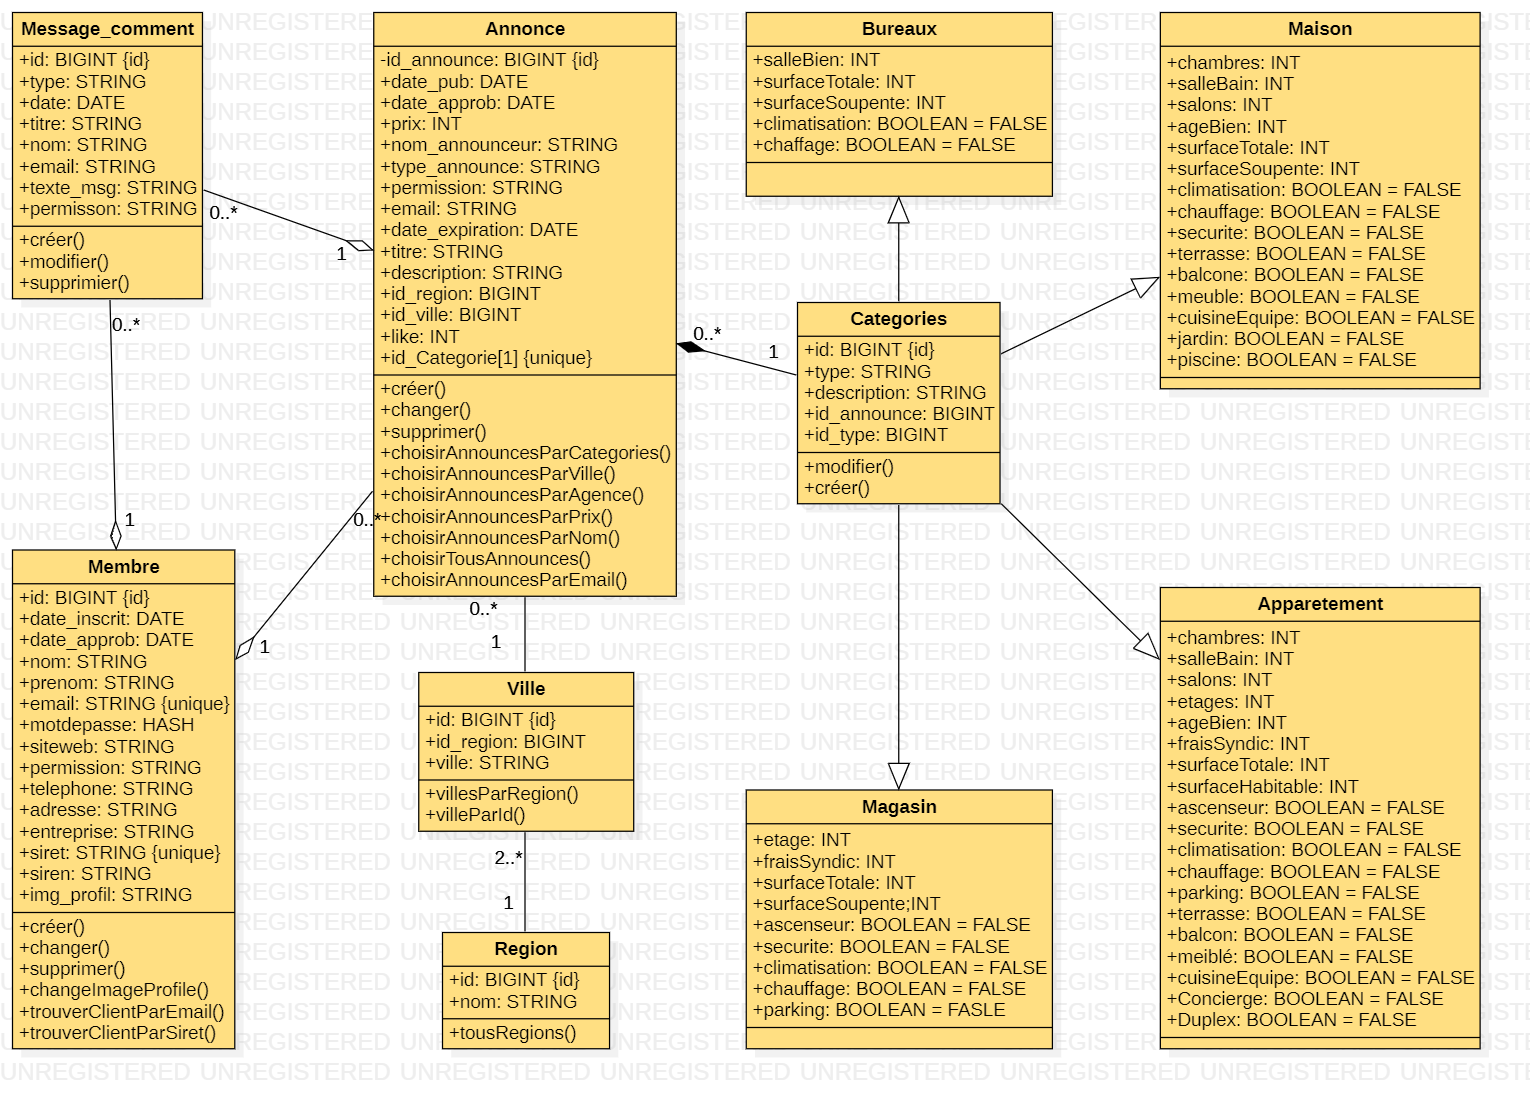 Message_comment
+id: BIGINT {id}
+type: STRING
+date: DATE
+titre: STRING
+nom: STRING
+email: STRING
+texte_msg: STRING
+permisson: STRING
+créer()
+modifier()
+supprimier()
0..*
1
0..*
1
Annonce
-id_announce: BIGINT {id}
+date_pub: DATE
+date_approb: DATE
+prix: INT
+nom_announceur: STRING
+type_announce: STRING
+permission: STRING
+email: STRING
+date_expiration: DATE
+titre: STRING
+description: STRING
+id_region: BIGINT
+id_ville: BIGINT
+like: INT
+id_Categorie[1] {unique}
+créer()
+changer()
+supprimer()
+choisirAnnouncesParCategories()
+choisirAnnouncesParVille()
+choisirAnnouncesParAgence()
+choisirAnnouncesParPrix()
+choisirAnnouncesParNom()
+choisirTousAnnounces()
+choisirAnnouncesParEmail()
0..*
1
0..*
1
0..*
1
Bureaux
+salleBien: INT
+surfaceTotale: INT
+surfaceSoupente: INT
+climatisation: BOOLEAN = FALSE
+chaffage: BOOLEAN = FALSE
Maison
+chambres: INT
+salleBain: INT
+salons: INT
+ageBien: INT
+surfaceTotale: INT
+surfaceSoupente: INT
+climatisation: BOOLEAN = FALSE
+chauffage: BOOLEAN = FALSE
+securite: BOOLEAN = FALSE
+terrasse: BOOLEAN = FALSE
+balcone: BOOLEAN = FALSE
+meuble: BOOLEAN = FALSE
+cuisineEquipe: BOOLEAN = FALSE
+jardin: BOOLEAN = FALSE
+piscine: BOOLEAN = FALSE
Categories
+id: BIGINT {id}
+type: STRING
+description: STRING
+id_announce: BIGINT
+id_type: BIGINT
+modifier()
+créer()
Membre
+id: BIGINT {id}
+date_inscrit: DATE
+date_approb: DATE
+nom: STRING
+prenom: STRING
+email: STRING {unique}
+motdepasse: HASH
+siteweb: STRING
+permission: STRING
+telephone: STRING
+adresse: STRING
+entreprise: STRING
+siret: STRING {unique}
+siren: STRING
+img_profil: STRING
+créer()
+changer()
+supprimer()
+changeImageProfile()
+trouverClientParEmail()
+trouverClientParSiret()
Ville
+id: BIGINT {id}
+id_region: BIGINT
+ville: STRING
+villesParRegion()
+villeParId()
2..*
1
Region
+id: BIGINT {id}
+nom: STRING
+tousRegions()
Magasin
+etage: INT
+fraisSyndic: INT
+surfaceTotale: INT
+surfaceSoupente;INT
+ascenseur: BOOLEAN = FALSE
+securite: BOOLEAN = FALSE
+climatisation: BOOLEAN = FALSE
+chauffage: BOOLEAN = FALSE
+parking: BOOLEAN = FASLE
Apparetement
+chambres: INT
+salleBain: INT
+salons: INT
+etages: INT
+ageBien: INT
+fraisSyndic: INT
+surfaceTotale: INT
+surfaceHabitable: INT
+ascenseur: BOOLEAN = FALSE
+securite: BOOLEAN = FALSE
+climatisation: BOOLEAN = FALSE
+chauffage: BOOLEAN = FALSE
+parking: BOOLEAN = FALSE
+terrasse: BOOLEAN = FALSE
+balcon: BOOLEAN = FALSE
+meiblé: BOOLEAN = FALSE
+cuisineEquipe: BOOLEAN = FALSE
+Concierge: BOOLEAN = FALSE
+Duplex: BOOLEAN = FALSE
UNREGISTERED UNREGISTERED UNREGISTERED UNREGISTERED UNREGISTERED UNREGISTERED UNREGISTERED UNREGISTERED